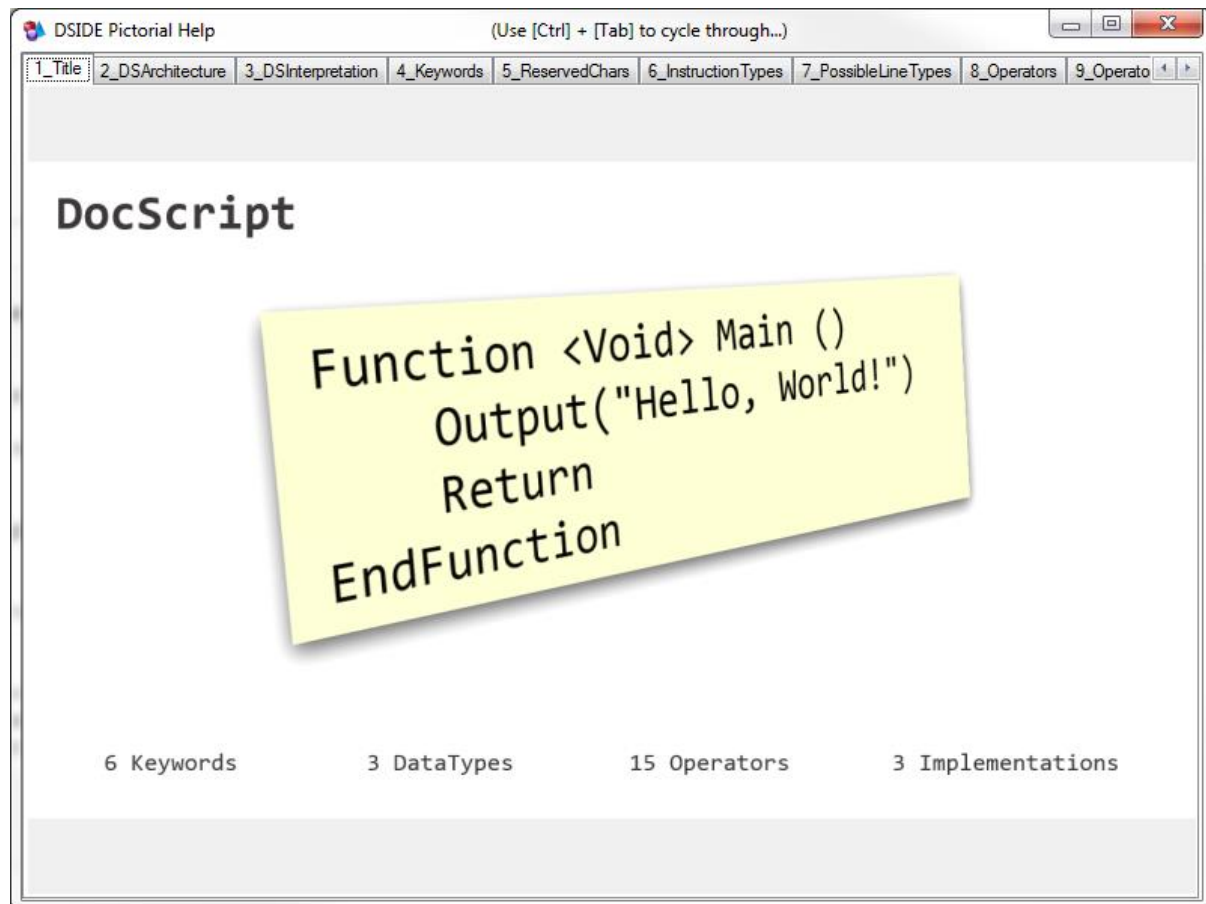 DSIDE Pictorial Help (Use [Ctrl] + [Tab] to cycle through...)
1_Title 2_DSArchitecture 3_DSInterpretation 4_Keywords 5_ReservedChars 6_InstructionTypes 7_PossibleLineTypes 8_Operators 9_Operato
DocScript
Function <Void> Main ()
Output("Hello, World!")
Return
EndFunction
6 Keywords 3 DataTypes 15 Operators 3 Implementations